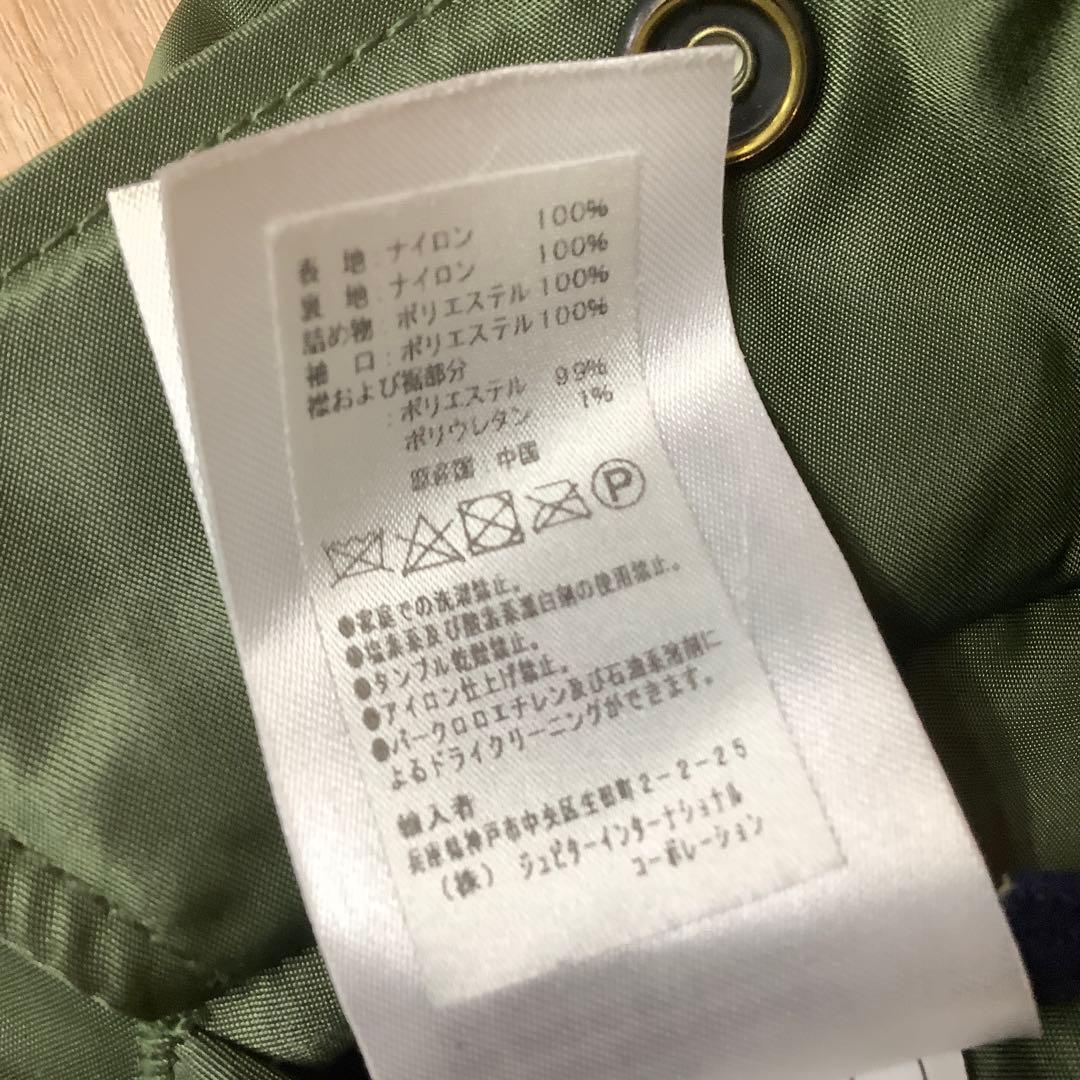 表 地:ナイロン 100%
裏 地:ナイロン 100%
詰め物:ポリエステル 100%
袖 口:ポリエステル 100%
襟および裾部分
:ポリエステル 99%
ポリウレタン 1%
原産国 中国
P
●家庭での洗濯禁止。
●塩素系及び酸素系漂白剤の使用禁止。
●タンブル乾燥禁止。
●アイロン仕上げ禁止。
●パークロロエチレン及び石油系溶剤に
よるドライクリーニングができます。
輸入者
兵庫県神戸市中央区生田町2-2-25
(株) ジュピターインターナショナル
コーポレーション